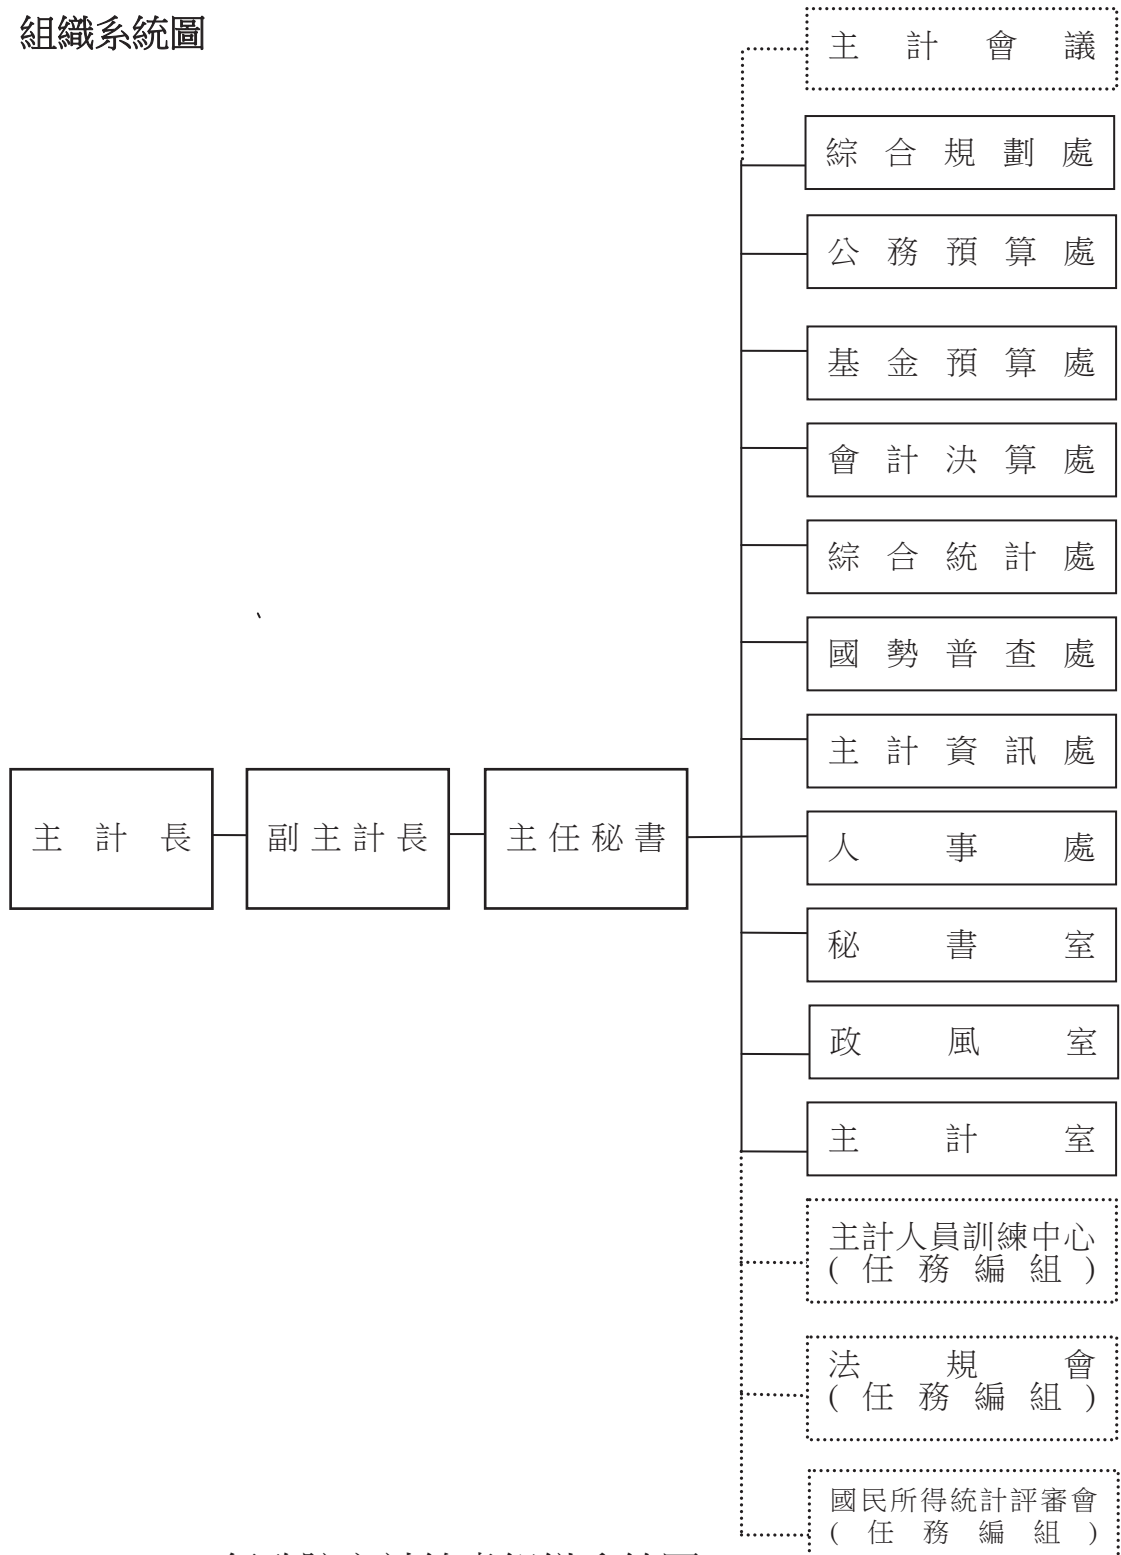 組織系統圖
主計會議
綜合規劃處
公務預算處
基金預算處
會計決算處
綜合統計處
國勢普查處
主計資訊處
主計長
副主計長
主任秘書
人事處
秘書室
政風室
主計室
主計人員訓練中心
(任務編組)
法規會
(任務編組)
國民所得統計評審會
(任務編組)